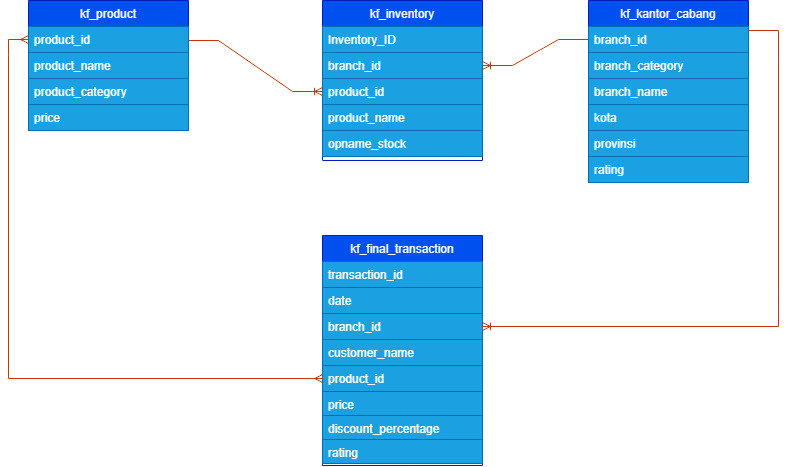 kf_product
product_id
product_name
product_category
price
kf_inventory
Inventory_ID
branch_id
product_id
product_name
opname_stock
kf_kantor_cabang
branch_id
branch_category
branch_name
kota
provinsi
rating
kf_final_transaction
transaction_id
date
branch_id
customer_name
product_id
price
discount_percentage
rating